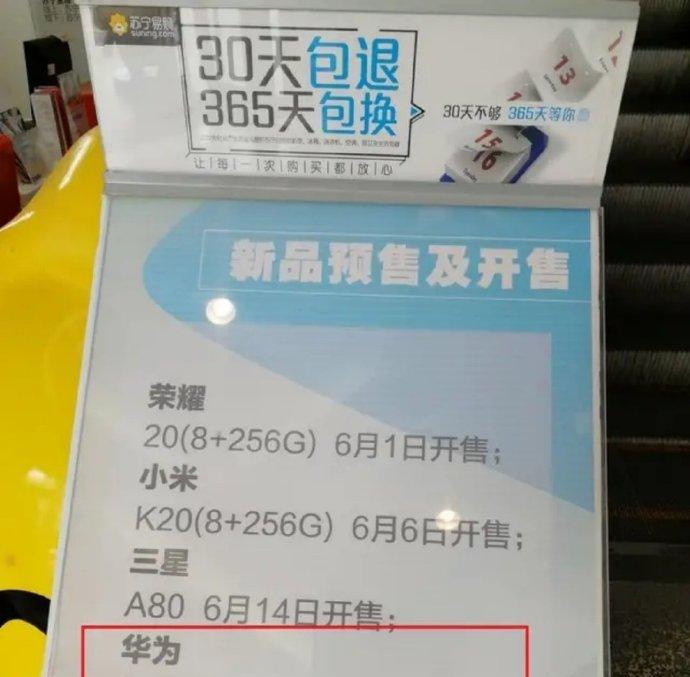 苏宁易购
suning.com
30天包退
365天包换
30天不够 365天等你
13
15
16
让每一次购买都放心
新品预售及开售
荣耀
20(8+256G) 6月1日开售;
小米
K20(8+256G) 6月6日开售;
三星
A80 6月14日开售;
华为